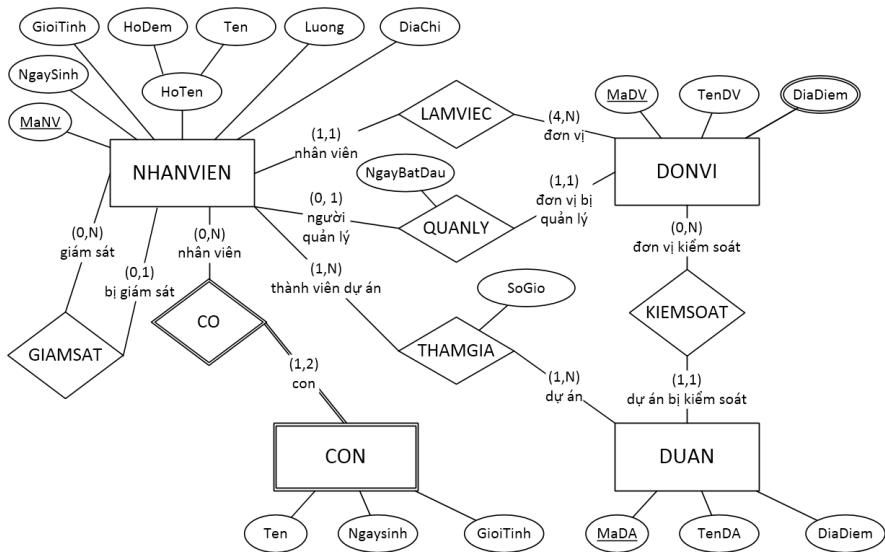 GioiTinh
HoDem
Ten
Luong
DiaChi
NgaySinh
HoTen
MaNV
NHANVIEN
(1,1)
nhân viên
LAMVIEC
(4,N)
đơn vị
MaDV
TenDV
DiaDiem
DONVI
NgayBatDau
(0, 1)
người
quản lý
QUANLY
(1,1)
đơn vị bị
quản lý
(0,N)
giám sát
(0,1)
bị giám sát
GIAMSAT
(0,N)
nhân viên
CO
(1,2)
con
(1,N)
thành viên dự án
SoGio
THAMGIA
(1,N)
dự án
(0,N)
đơn vị kiểm soát
KIEMSOAT
(1,1)
dự án bị kiểm soát
CON
Ten
Ngaysinh
GioiTinh
DUAN
MaDA
TenDA
DiaDiem